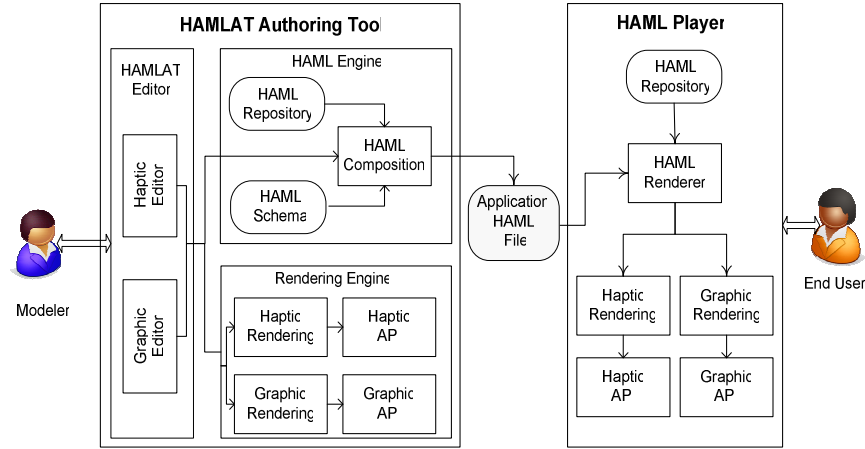 HAMLAT Authoring Tool
HAML Player
HAMLAT
Editor
Haptic
Editor
Graphic
Editor
HAML Engine
HAML
Repository
HAML
Composition
HAML
Schema
Rendering Engine
Haptic
Rendering
Haptic
AP
Graphic
Rendering
Graphic
AP
Application
HAML
File
HAML
Repository
HAML
Renderer
Haptic
Rendering
Graphic
Rendering
Haptic
AP
Graphic
AP
Modeler
End User